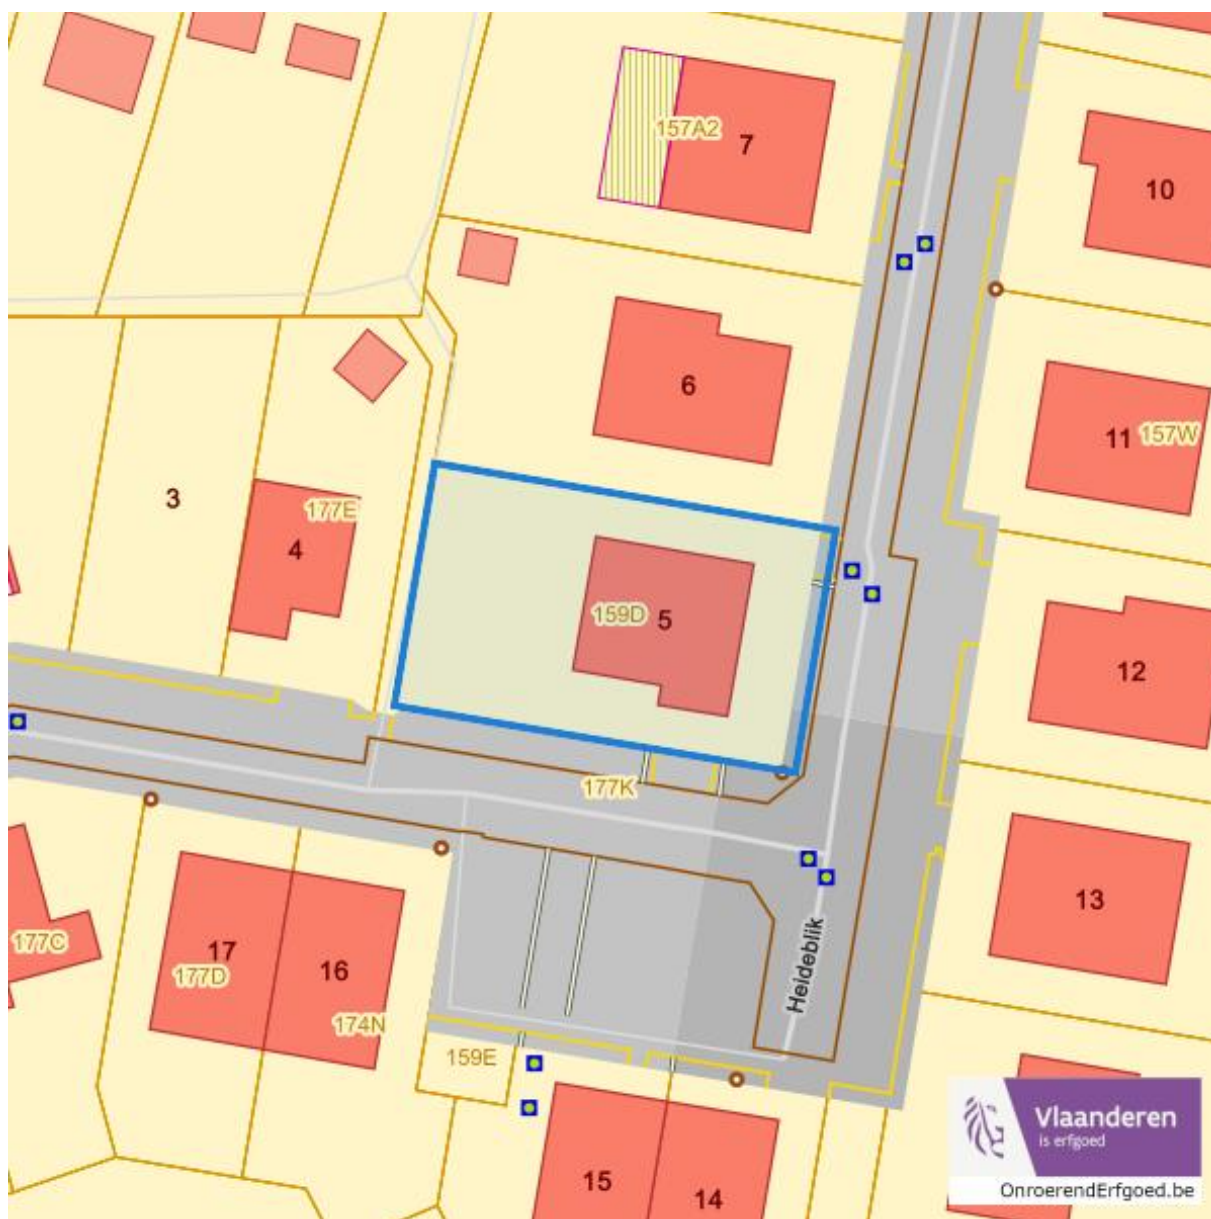 157A2
7
10
6
11 157W
3
177E
4
159D
5
12
177K
13
177C
17
177D
16
174N
Heideblik
159E
15
14
Vlaanderen
is erfgoed
OnroerendErfgoed.be